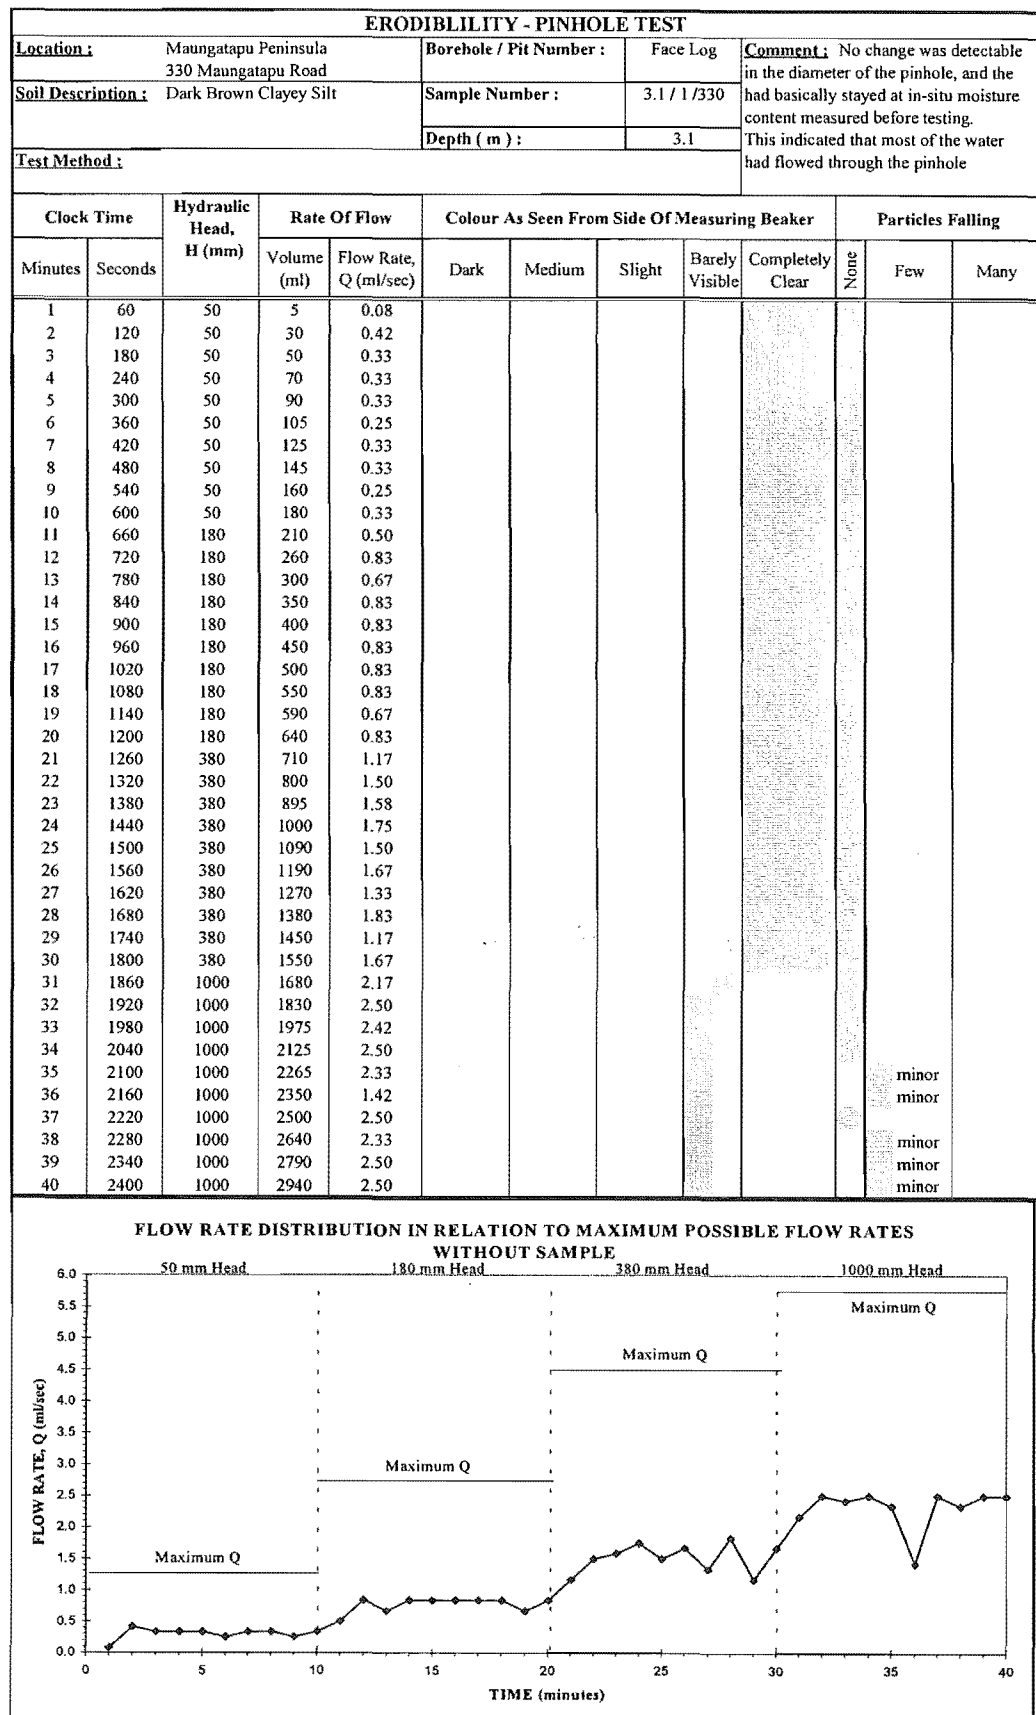 ERODIBLILITY - PINHOLE TEST
Location : Maungatapu Peninsula
330 Maungatapu Road
Borehole / Pit Number : Face Log
Comment : No change was detectable
in the diameter of the pinhole, and the
had basically stayed at in-situ moisture
content measured before testing.
This indicated that most of the water
had flowed through the pinhole
Soil Description : Dark Brown Clayey Silt
Sample Number : 3.1 / 1 /330
Depth ( m ) : 3.1
Test Method :
Clock Time Hydraulic Head, H (mm) Rate Of Flow Colour As Seen From Side Of Measuring Beaker Particles Falling
Minutes Seconds Volume (ml) Flow Rate, Q (ml/sec) Dark Medium Slight Barely Visible Completely Clear None Few Many
1 60 50 5 0.08
2 120 50 30 0.42
3 180 50 50 0.33
4 240 50 70 0.33
5 300 50 90 0.33
6 360 50 105 0.25
7 420 50 125 0.33
8 480 50 145 0.33
9 540 50 160 0.25
10 600 50 180 0.33
11 660 180 210 0.50
12 720 180 260 0.83
13 780 180 300 0.67
14 840 180 350 0.83
15 900 180 400 0.83
16 960 180 450 0.83
17 1020 180 500 0.83
18 1080 180 550 0.83
19 1140 180 590 0.67
20 1200 180 640 0.83
21 1260 380 710 1.17
22 1320 380 800 1.50
23 1380 380 895 1.58
24 1440 380 1000 1.75
25 1500 380 1090 1.50
26 1560 380 1190 1.67
27 1620 380 1270 1.33
28 1680 380 1380 1.83
29 1740 380 1450 1.17
30 1800 380 1550 1.67
31 1860 1000 1680 2.17
32 1920 1000 1830 2.50
33 1980 1000 1975 2.42
34 2040 1000 2125 2.50
35 2100 1000 2265 2.33 minor
36 2160 1000 2350 1.42 minor
37 2220 1000 2500 2.50
38 2280 1000 2640 2.33 minor
39 2340 1000 2790 2.50 minor
40 2400 1000 2940 2.50 minor
FLOW RATE DISTRIBUTION IN RELATION TO MAXIMUM POSSIBLE FLOW RATES
WITHOUT SAMPLE
50 mm Head 180 mm Head 380 mm Head 1000 mm Head
6.0
5.5
Maximum Q
5.0
Maximum Q
4.5
4.0
3.5
3.0
Maximum Q
2.5
2.0
1.5
Maximum Q
1.0
0.5
0.0
FLOW RATE, Q (ml/sec)
0 5 10 15 20 25 30 35 40
TIME (minutes)